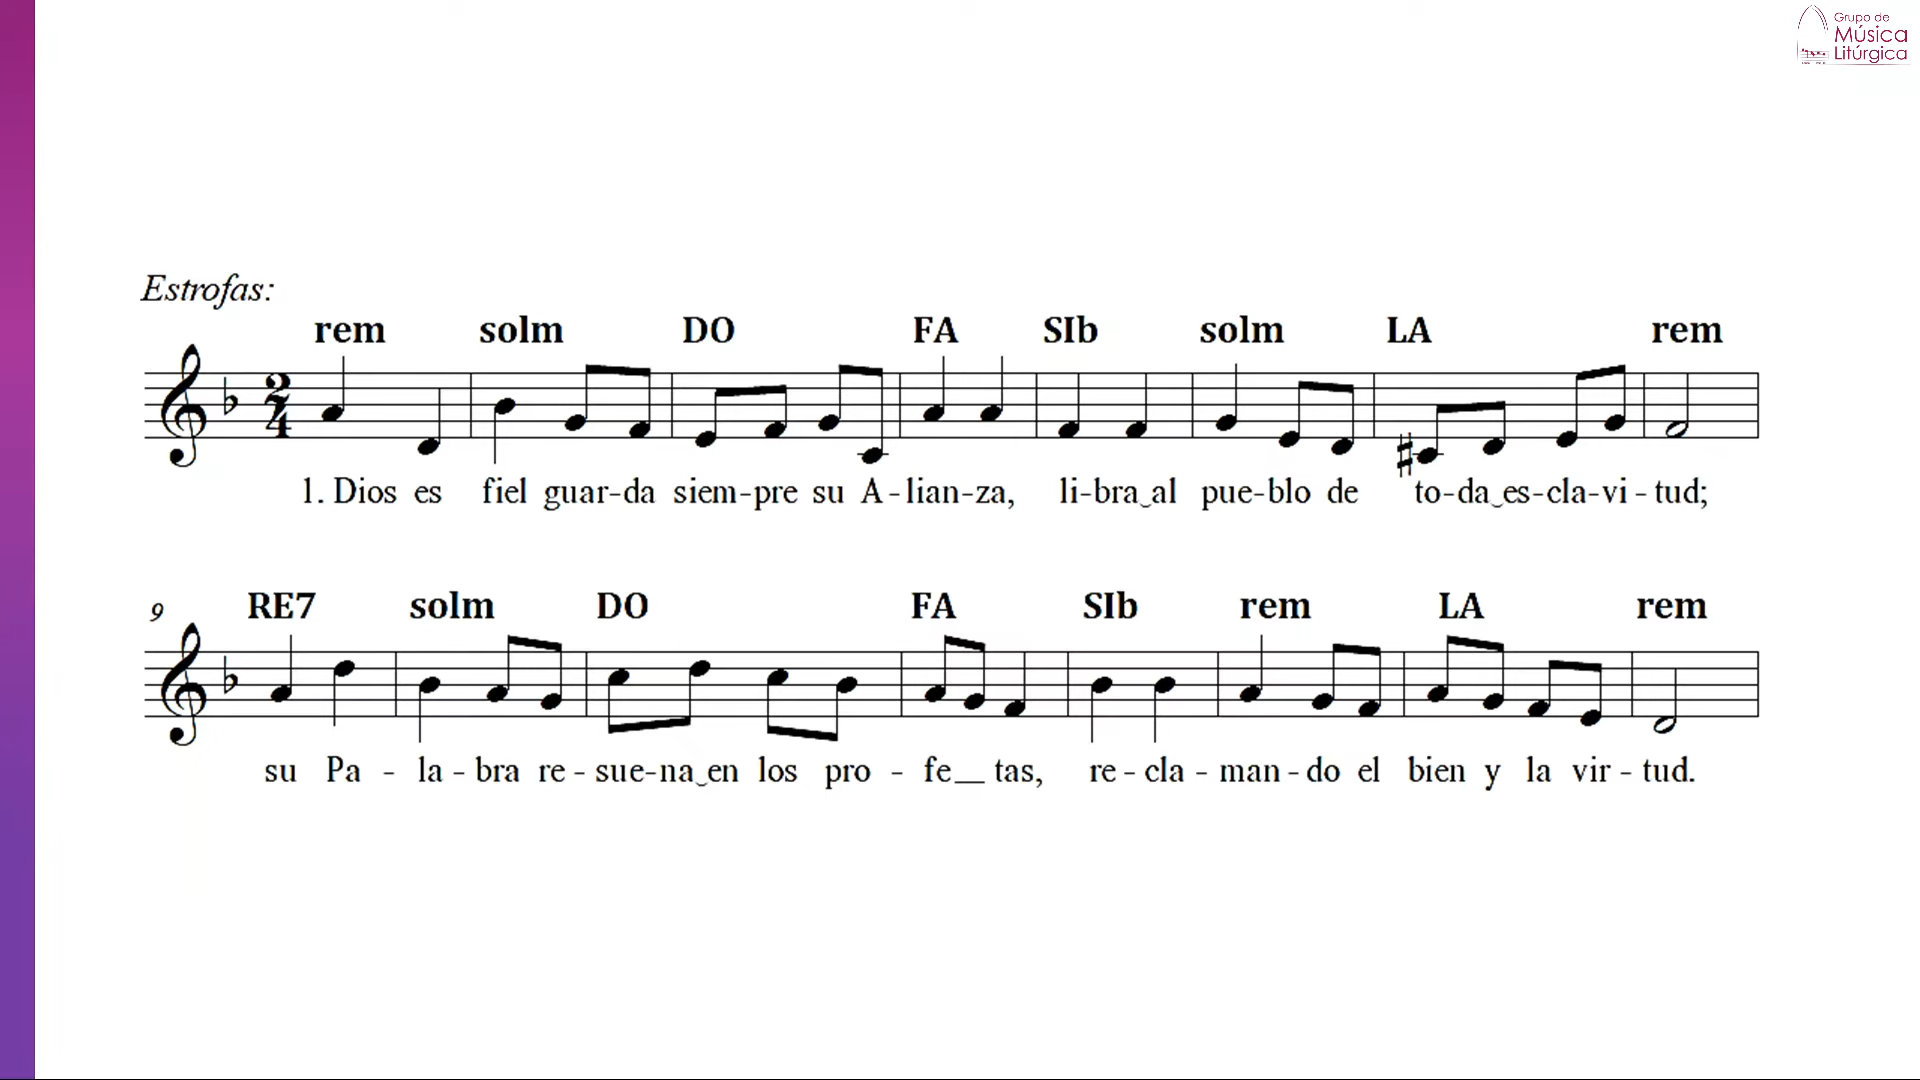 Grupo de
Música
Litúrgica
Estrofas:
rem solm DO FA SIb solm LA rem
2
4
1. Dios es fiel guar-da siem-pre su A-lian-za, li-bra‿al pue-blo de to-da‿es-cla-vi-tud;
9 RE7 solm DO FA SIb rem LA rem
su Pa - la - bra re - sue-na‿en los pro - fe__ tas, re - cla - man - do el bien y la vir - tud.